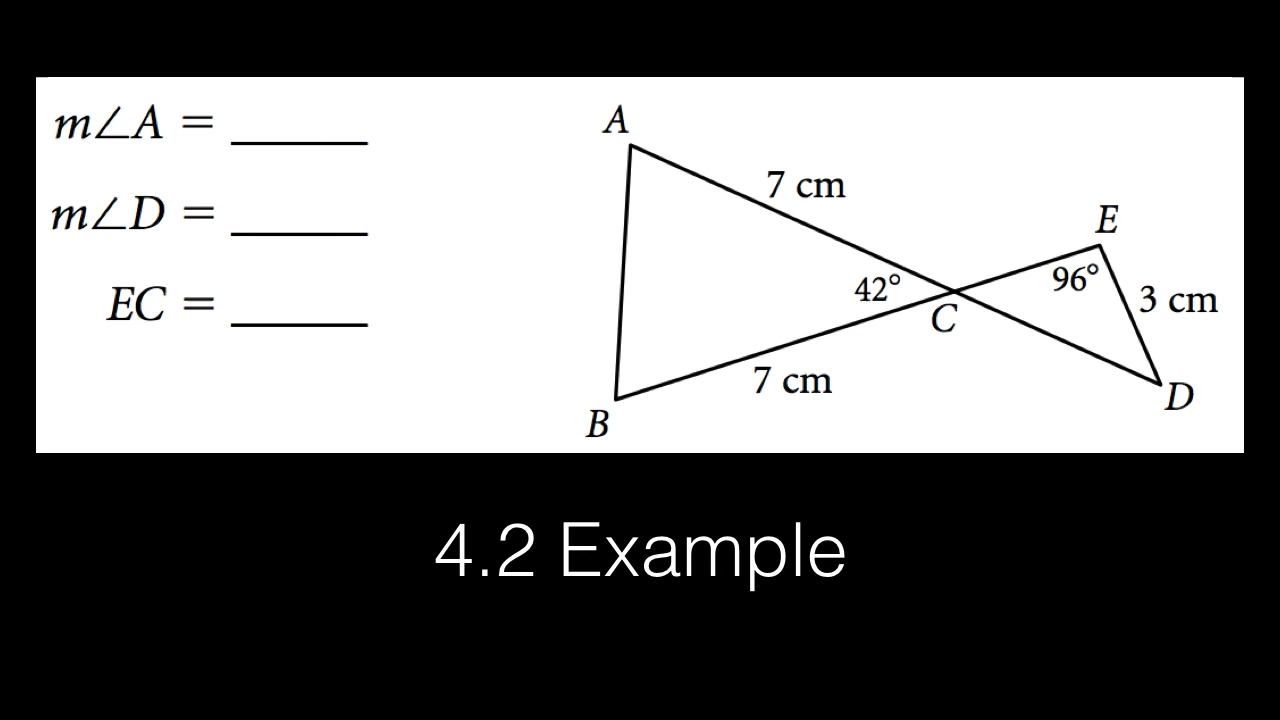 m∠A = ______
m∠D = ______
EC = ______
A
7 cm
E
42°
96°
3 cm
C
7 cm
D
B
4.2 Example